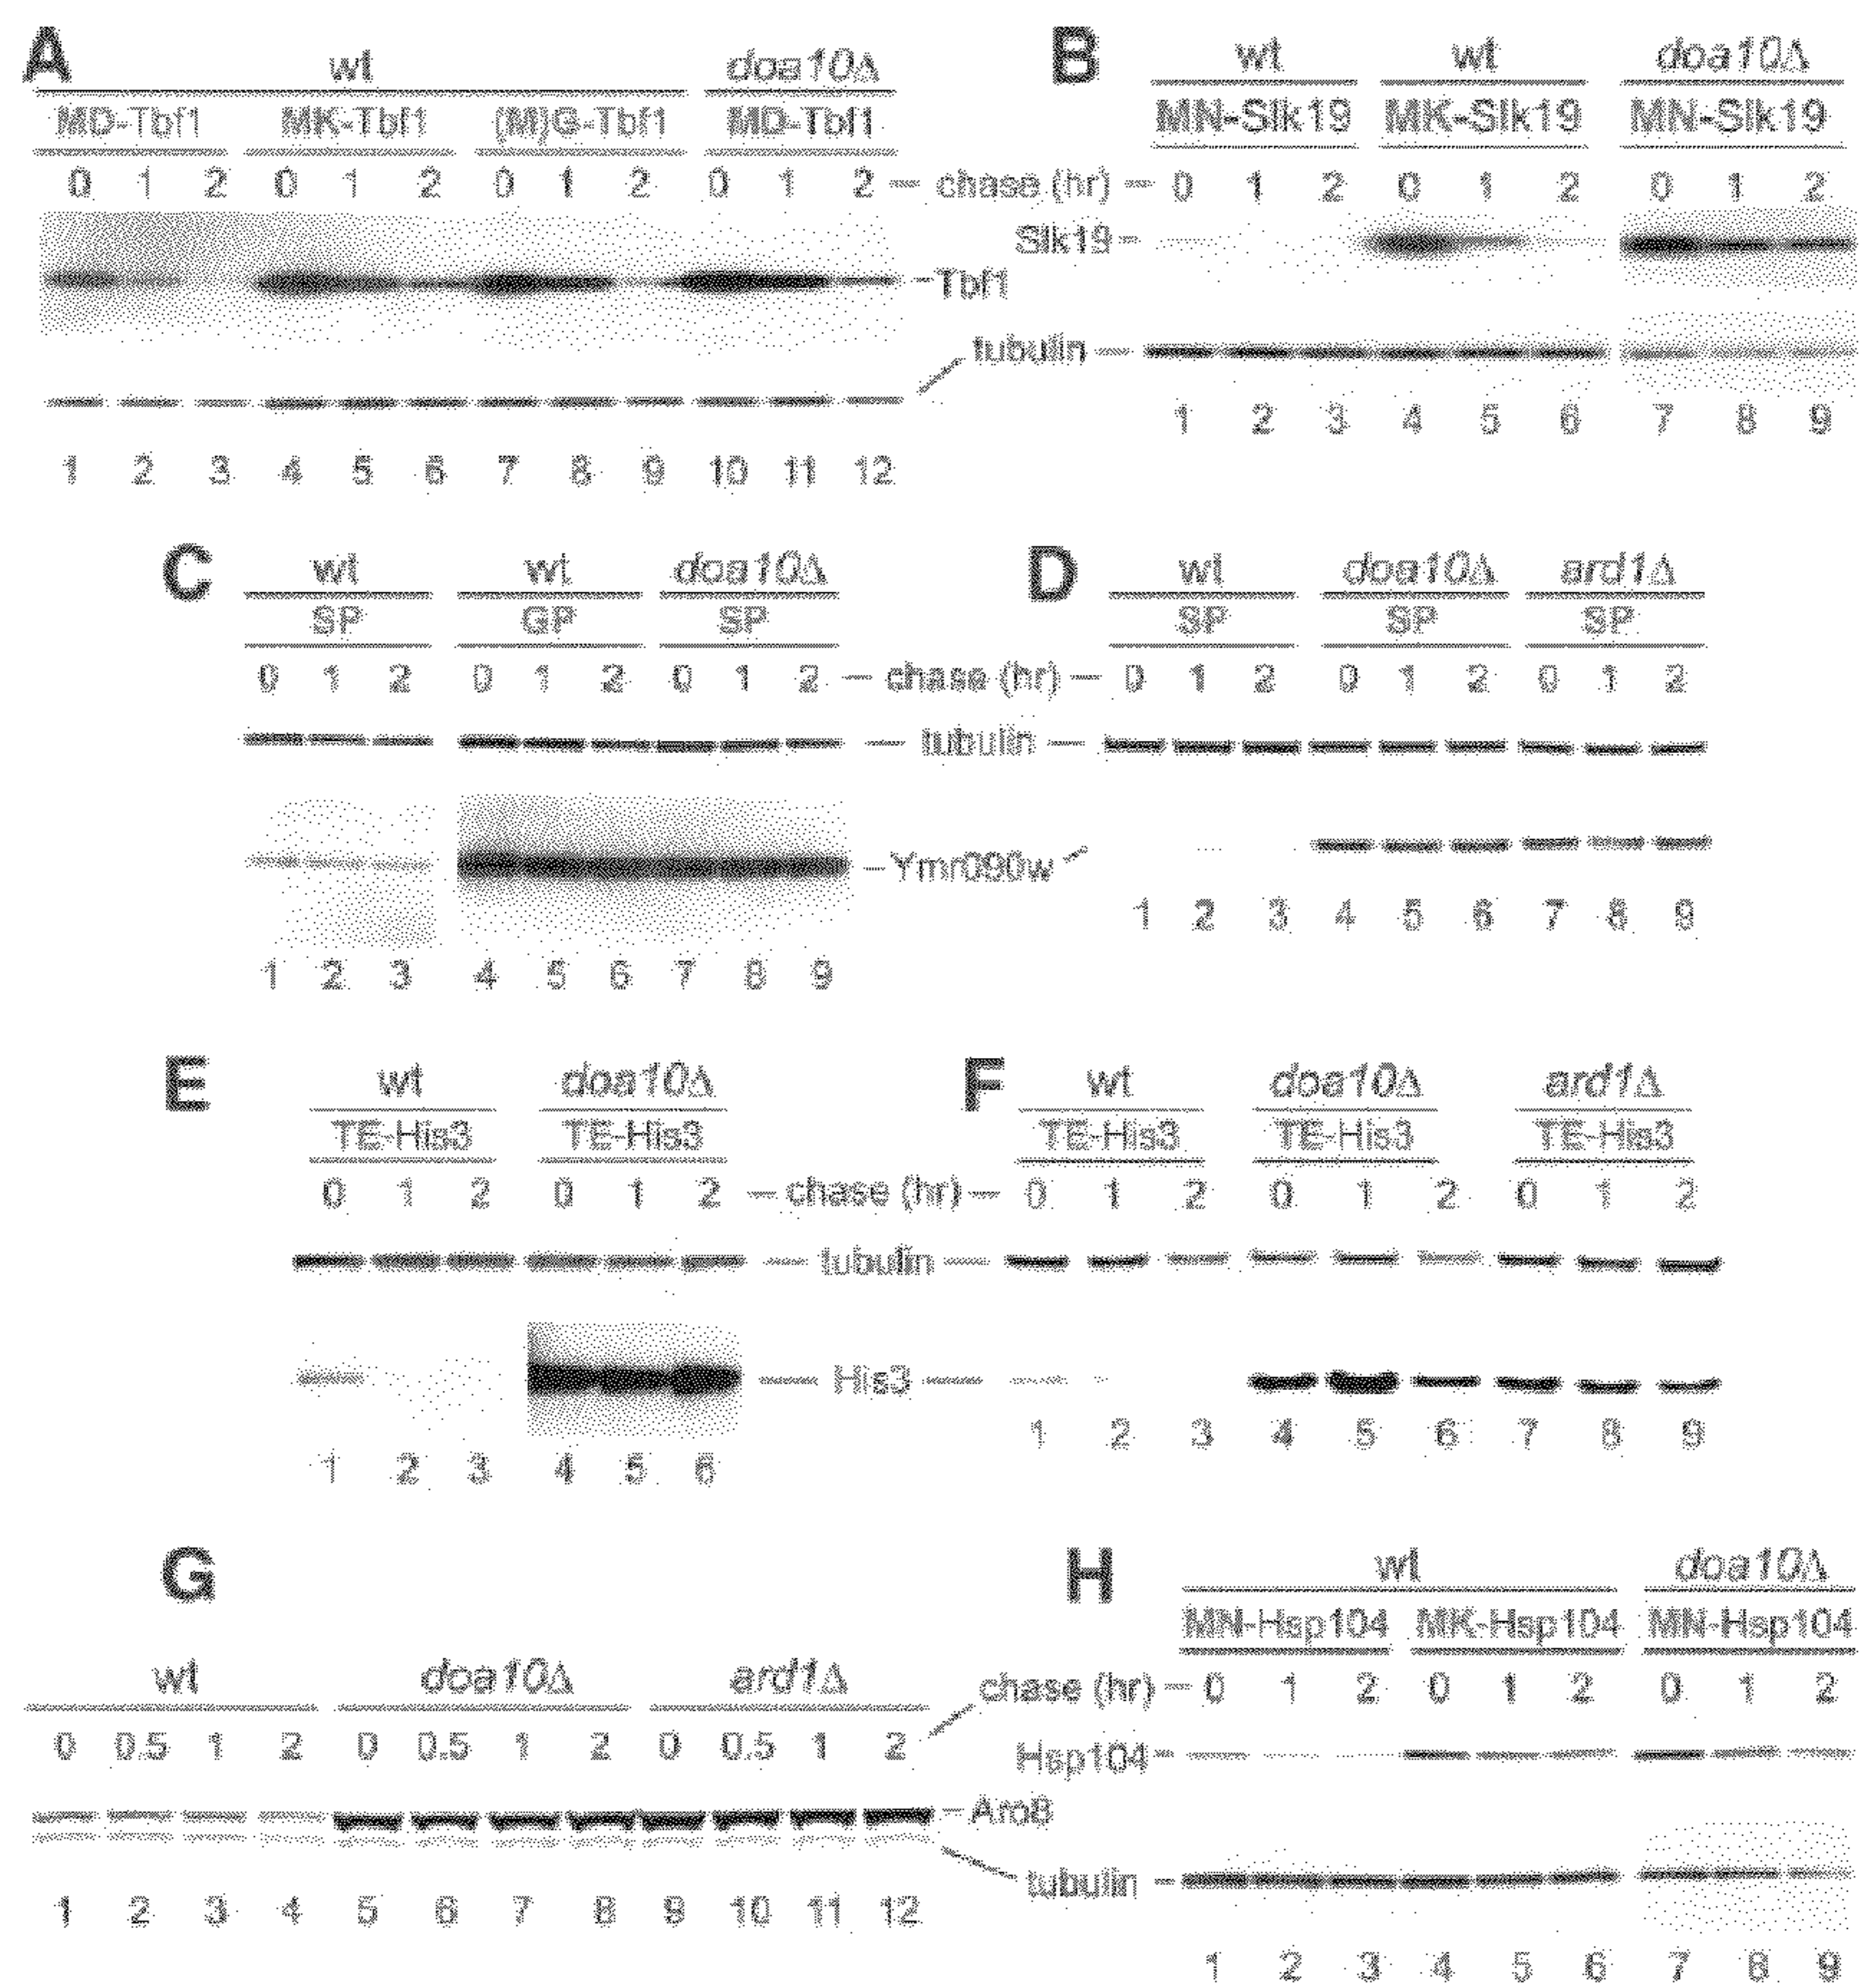 A
wt doa10Δ
MD-Tbf1 MK-Tbf1 (M)G-Tbf1 MD-Tbf1
0 1 2 0 1 2 0 1 2 0 1 2
Tbf1
1 2 3 4 5 6 7 8 9 10 11 12
B
wt wt doa10Δ
MN-Slk19 MK-Slk19 MN-Slk19
chase (hr) 0 1 2 0 1 2 0 1 2
Slk19
tubulin
1 2 3 4 5 6 7 8 9
C
wt wt doa10Δ
SP GP SP
0 1 2 0 1 2 0 1 2
1 2 3 4 5 6 7 8 9
D
wt doa10Δ ard1Δ
SP SP SP
chase (hr) 0 1 2 0 1 2 0 1 2
tubulin
Ymr090w
1 2 3 4 5 6 7 8 9
E
wt doa10Δ
TE-His3 TE-His3
0 1 2 0 1 2
1 2 3 4 5 6
F
wt doa10Δ ard1Δ
TE-His3 TE-His3 TE-His3
chase (hr) 0 1 2 0 1 2 0 1 2
tubulin
His3
1 2 3 4 5 6 7 8 9
G
wt doa10Δ ard1Δ
0 0.5 1 2 0 0.5 1 2 0 0.5 1 2
Aro8
1 2 3 4 5 6 7 8 9 10 11 12
H
wt doa10Δ
MN-Hsp104 MK-Hsp104 MN-Hsp104
chase (hr) 0 1 2 0 1 2 0 1 2
Hsp104
tubulin
1 2 3 4 5 6 7 8 9